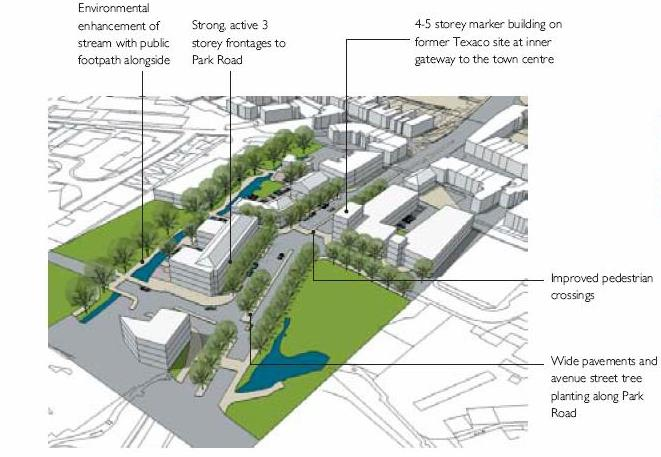 Environmental
enhancement of
stream with public
footpath alongside
Strong, active 3
storey frontages to
Park Road
4-5 storey marker building on
former Texaco site at inner
gateway to the town centre
Improved pedestrian
crossings
Wide pavements and
avenue street tree
planting along Park
Road